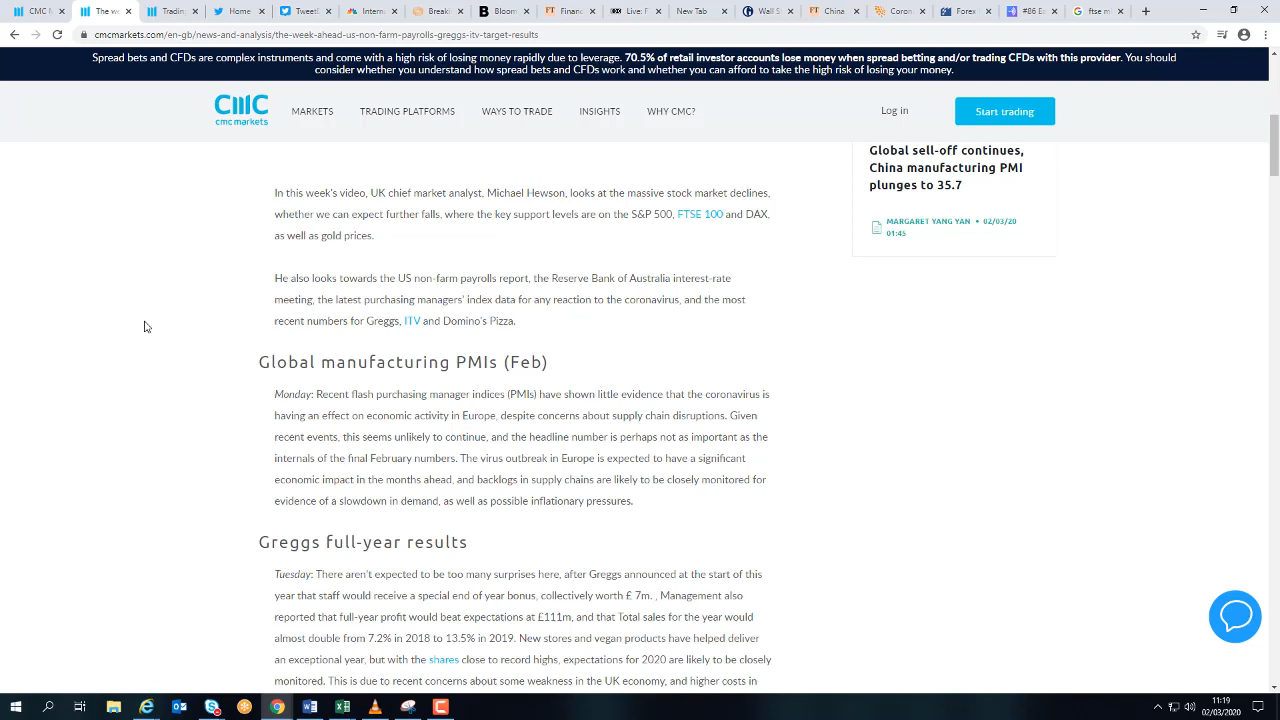 CMC M
The we
Trading
Home
TweetD
Intern
Breaki
Bloom
Financ
Live: F
New Tab
Wall S
China
Coron
Forex
#86 E
ftse m
cmcmarkets.com/en-gb/news-and-analysis/the-week-ahead-us-non-farm-payrolls-greggs-itv-target-results
Spread bets and CFDs are complex instruments and come with a high risk of losing money rapidly due to leverage. 70.5% of retail investor accounts lose money when spread betting and/or trading CFDs with this provider. You should
consider whether you understand how spread bets and CFDs work and whether you can afford to take the high risk of losing your money.
cmc markets
MARKETS TRADING PLATFORMS WAYS TO TRADE INSIGHTS WHY CMC? Log in Start trading
Global sell-off continues,
China manufacturing PMI
plunges to 35.7
MARGARET YANG YAN • 02/03/20
01:45
In this week's video, UK chief market analyst, Michael Hewson, looks at the massive stock market declines,
whether we can expect further falls, where the key support levels are on the S&P 500, FTSE 100 and DAX,
as well as gold prices.
He also looks towards the US non-farm payrolls report, the Reserve Bank of Australia interest-rate
meeting, the latest purchasing managers' index data for any reaction to the coronavirus, and the most
recent numbers for Greggs, ITV and Domino's Pizza.
Global manufacturing PMIs (Feb)
Monday: Recent flash purchasing manager indices (PMIs) have shown little evidence that the coronavirus is
having an effect on economic activity in Europe, despite concerns about supply chain disruptions. Given
recent events, this seems unlikely to continue, and the headline number is perhaps not as important as the
internals of the final February numbers. The virus outbreak in Europe is expected to have a significant
economic impact in the months ahead, and backlogs in supply chains are likely to be closely monitored for
evidence of a slowdown in demand, as well as possible inflationary pressures.
Greggs full-year results
Tuesday: There aren't expected to be too many surprises here, after Greggs announced at the start of this
year that staff would receive a special end of year bonus, collectively worth £ 7m. , Management also
reported that full-year profit would beat expectations at £111m, and that Total sales for the year would
almost double from 7.2% in 2018 to 13.5% in 2019. New stores and vegan products have helped deliver
an exceptional year, but with the shares close to record highs, expectations for 2020 are likely to be closely
monitored. This is due to recent concerns about some weakness in the UK economy, and higher costs in
11:19
02/03/2020